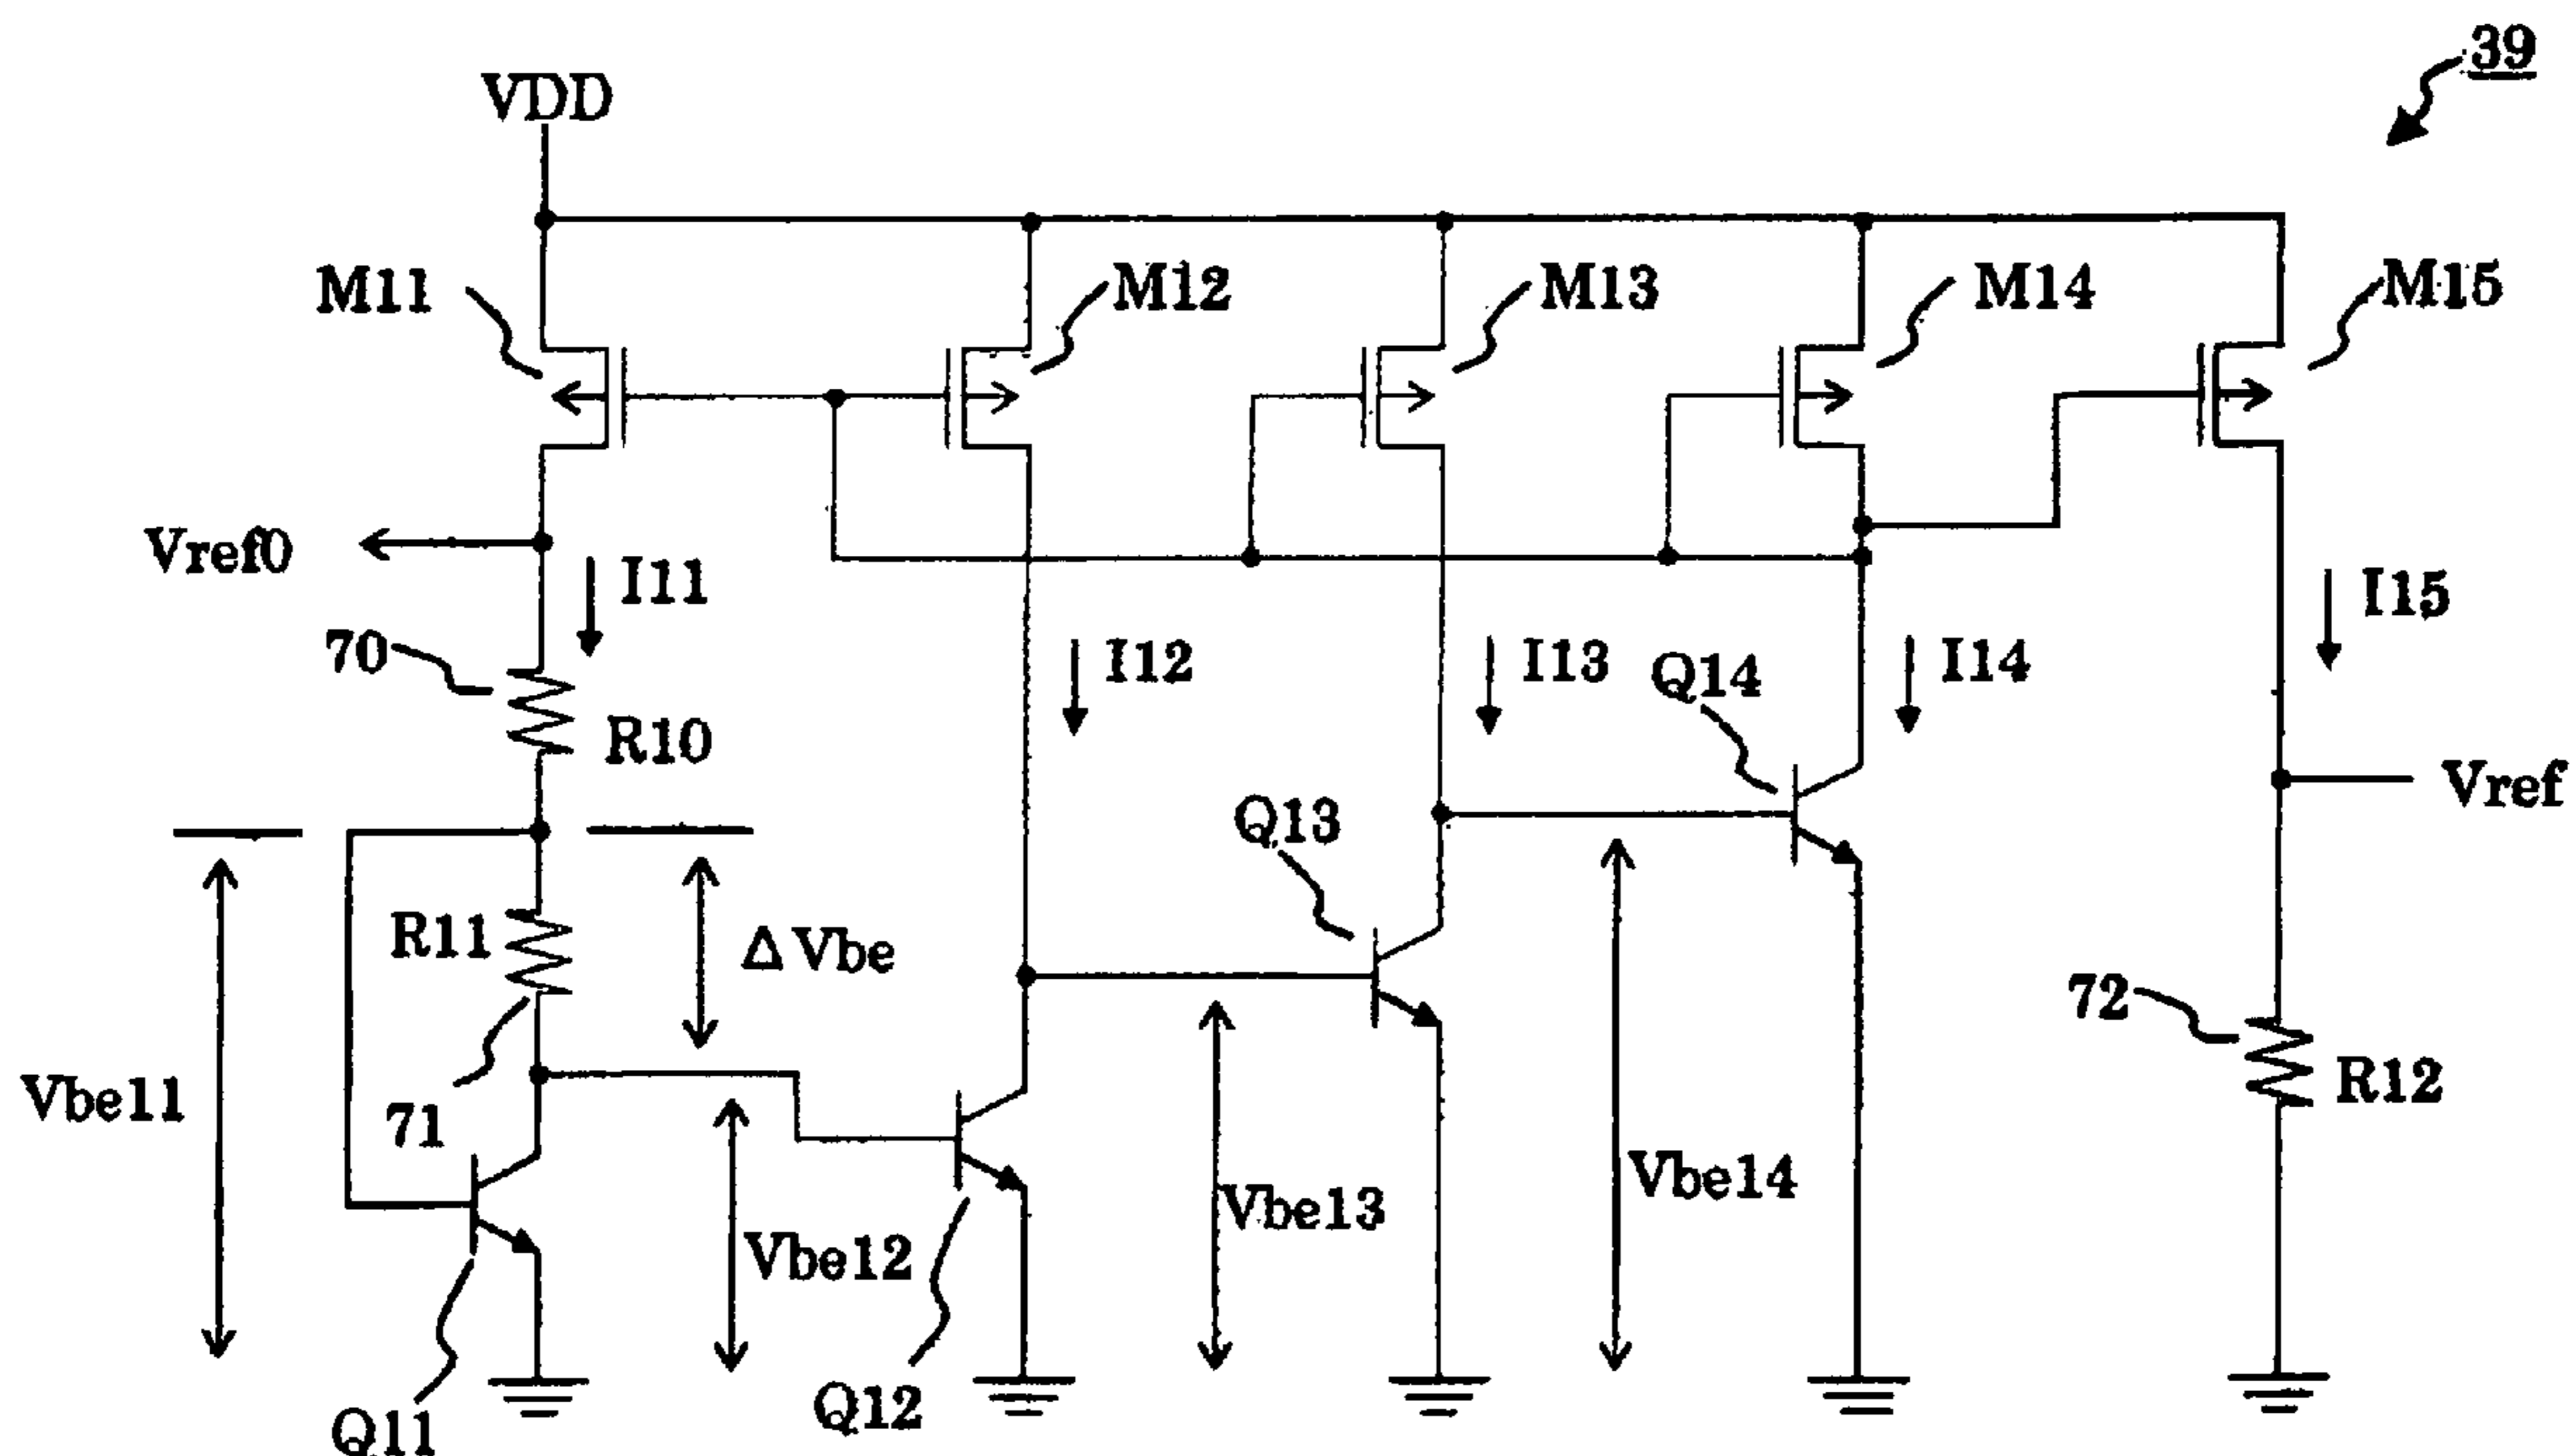 39
VDD
M11
M12
M13
M14
M15
Vref0
I11
I12
I13
I14
I15
70
R10
Q14
Q13
Vref
R11
ΔVbe
72
R12
Vbe11
71
Vbe12
Vbe13
Vbe14
Q11
Q12